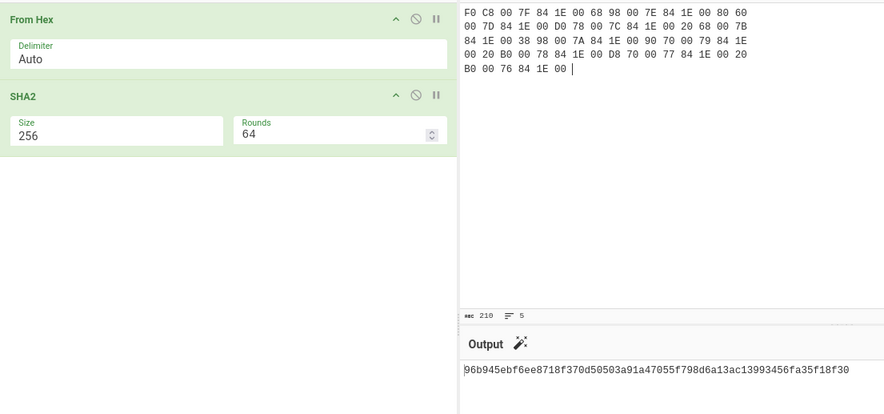 From Hex
Delimiter
Auto
SHA2
Size
256
Rounds
64
F0 C8 00 7F 84 1E 00 68 98 00 7E 84 1E 00 80 60
00 7D 84 1E 00 D0 78 00 7C 84 1E 00 20 68 00 7B
84 1E 00 38 98 00 7A 84 1E 00 90 70 00 79 84 1E
00 20 B0 00 78 84 1E 00 D8 70 00 77 84 1E 00 20
B0 00 76 84 1E 00
ABC 210 5
Output
96b945ebf6ee8718f370d50503a91a47055f798d6a13ac13993456fa35f18f30